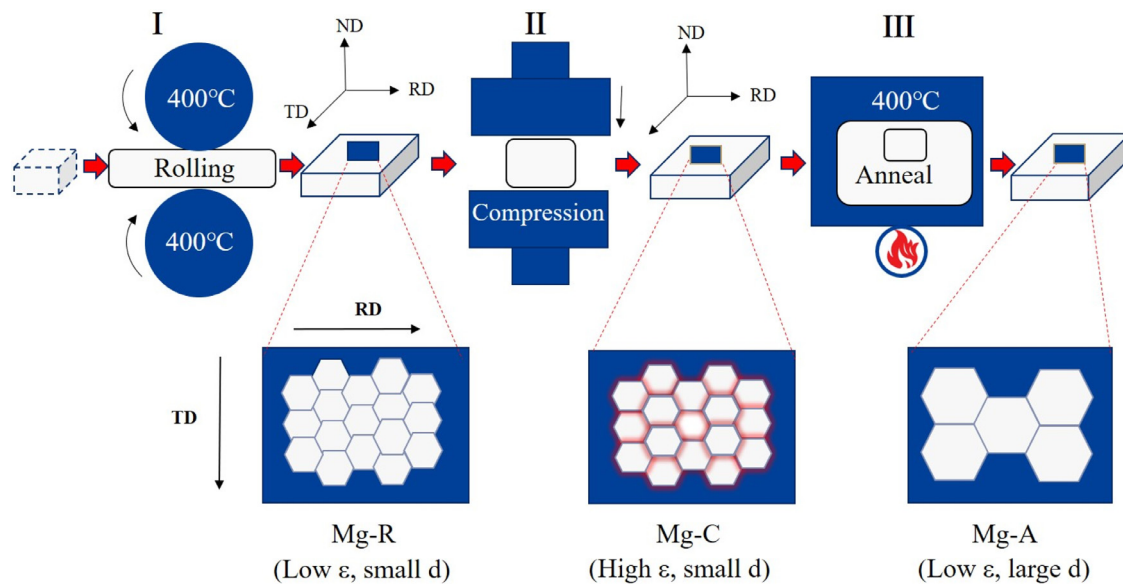 I
II
III
400℃
Rolling
400℃
ND
RD
TD
Compression
ND
RD
400℃
Anneal
RD
TD
Mg-R
(Low ε, small d)
Mg-C
(High ε, small d)
Mg-A
(Low ε, large d)